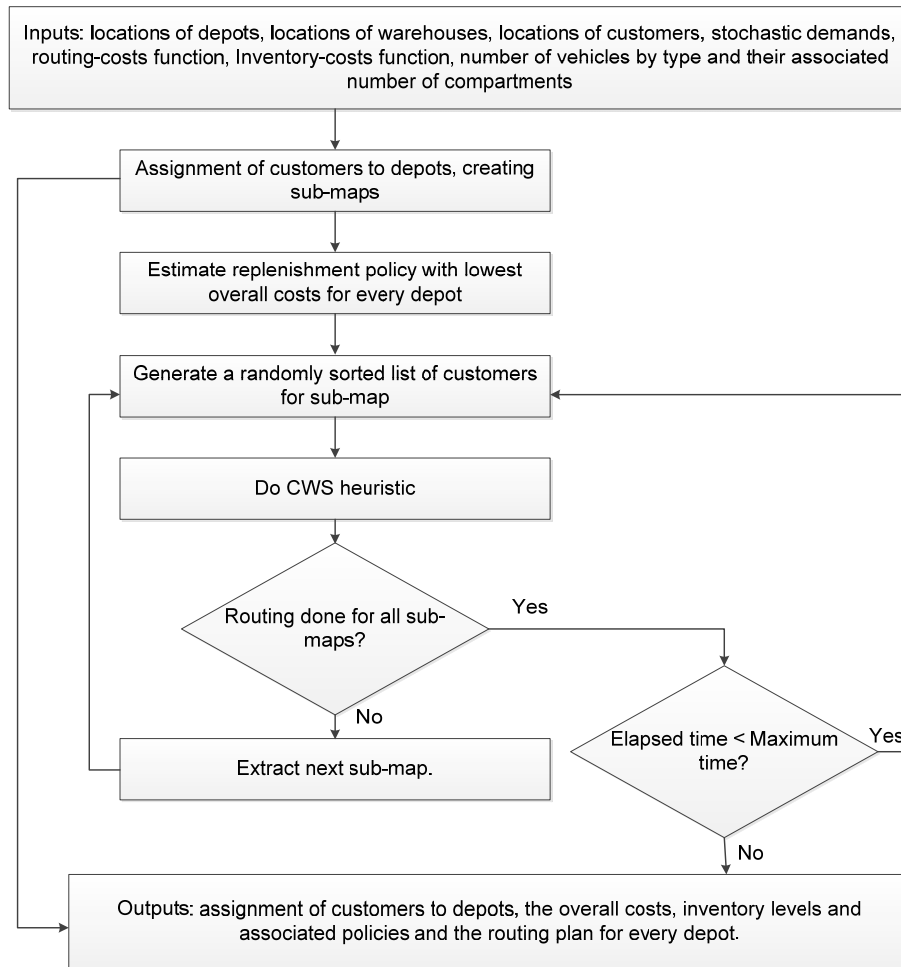 Inputs: locations of depots, locations of warehouses, locations of customers, stochastic demands,
routing-costs function, Inventory-costs function, number of vehicles by type and their associated
number of compartments
Assignment of customers to depots, creating
sub-maps
Estimate replenishment policy with lowest
overall costs for every depot
Generate a randomly sorted list of customers
for sub-map
Do CWS heuristic
Routing done for all sub-
maps?
Yes
No
Extract next sub-map.
Elapsed time < Maximum
time?
Yes
No
Outputs: assignment of customers to depots, the overall costs, inventory levels and
associated policies and the routing plan for every depot.